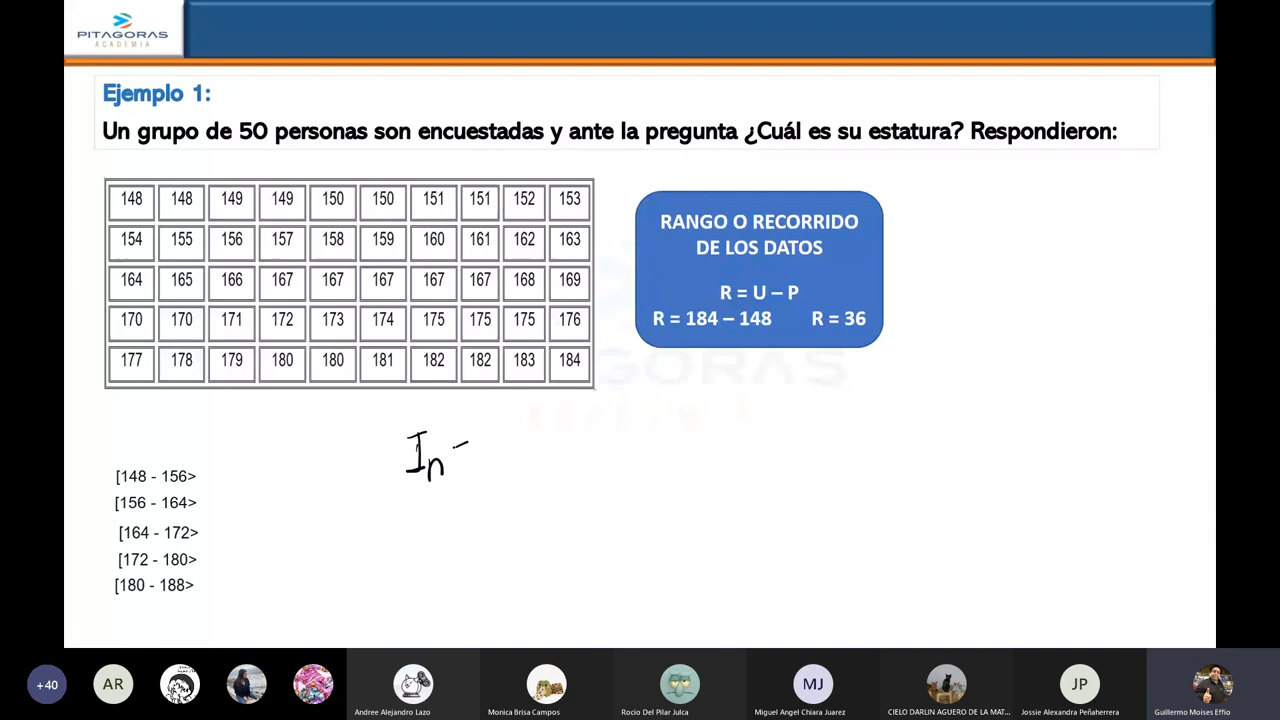 PITAGORAS
ACADEMIA
Ejemplo 1:
Un grupo de 50 personas son encuestadas y ante la pregunta ¿Cuál es su estatura? Respondieron:
148 148 149 149 150 150 151 151 152 153
154 155 156 157 158 159 160 161 162 163
164 165 166 167 167 167 167 167 168 169
170 170 171 172 173 174 175 175 175 176
177 178 179 180 180 181 182 182 183 184
RANGO O RECORRIDO
DE LOS DATOS
R = U – P
R = 184 – 148 R = 36
In -
[148 - 156>
[156 - 164>
[164 - 172>
[172 - 180>
[180 - 188>
+40
AR
MJ
JP
Andree Alejandro Lazo
Monica Brisa Campos
Rocio Del Pilar Julca
Miguel Angel Chiara Juarez
CIELO DARLIN AGUERO DE LA MAT...
Jossie Alexandra Peñaherrera
Guillermo Moises Effio